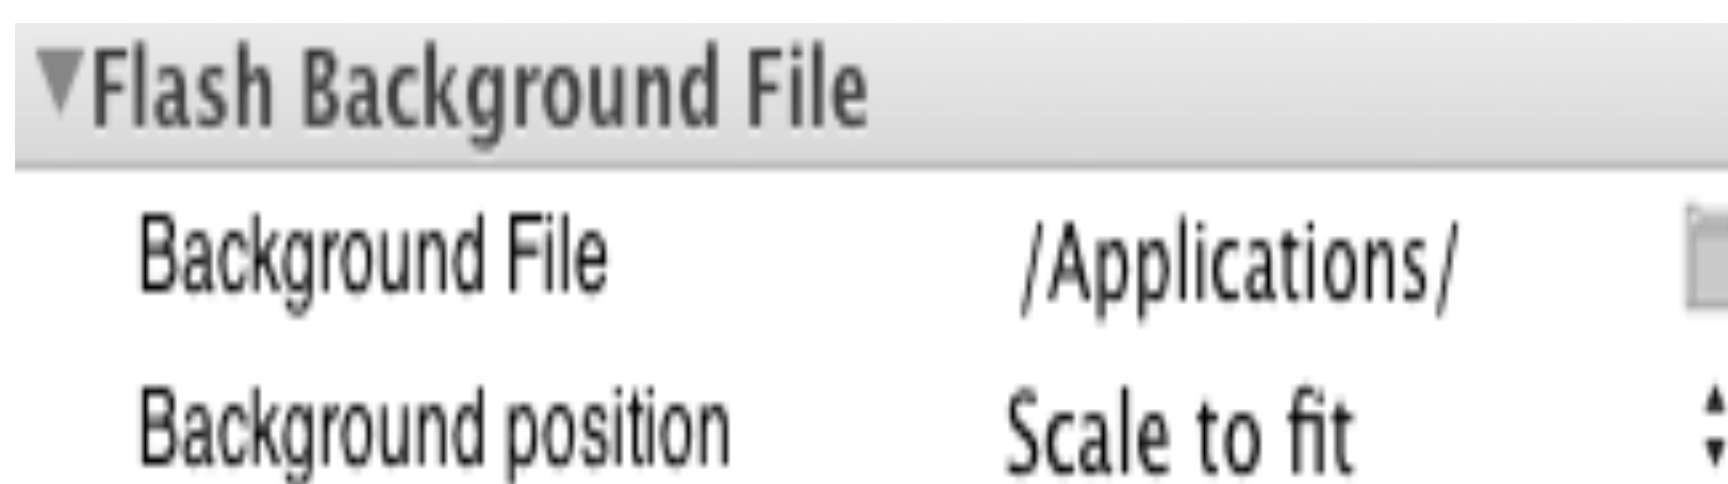 Flash Background File
Background File /Applications/
Background position Scale to fit